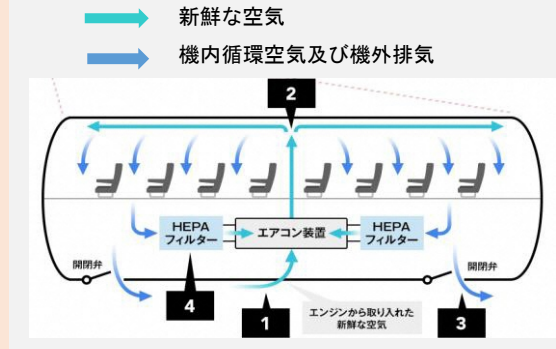 新鮮な空気
機内循環空気及び機外排気
2
HEPA
フィルター
エアコン装置
HEPA
フィルター
開閉弁
開閉弁
4
1
エンジンから取り入れた
新鮮な空気
3